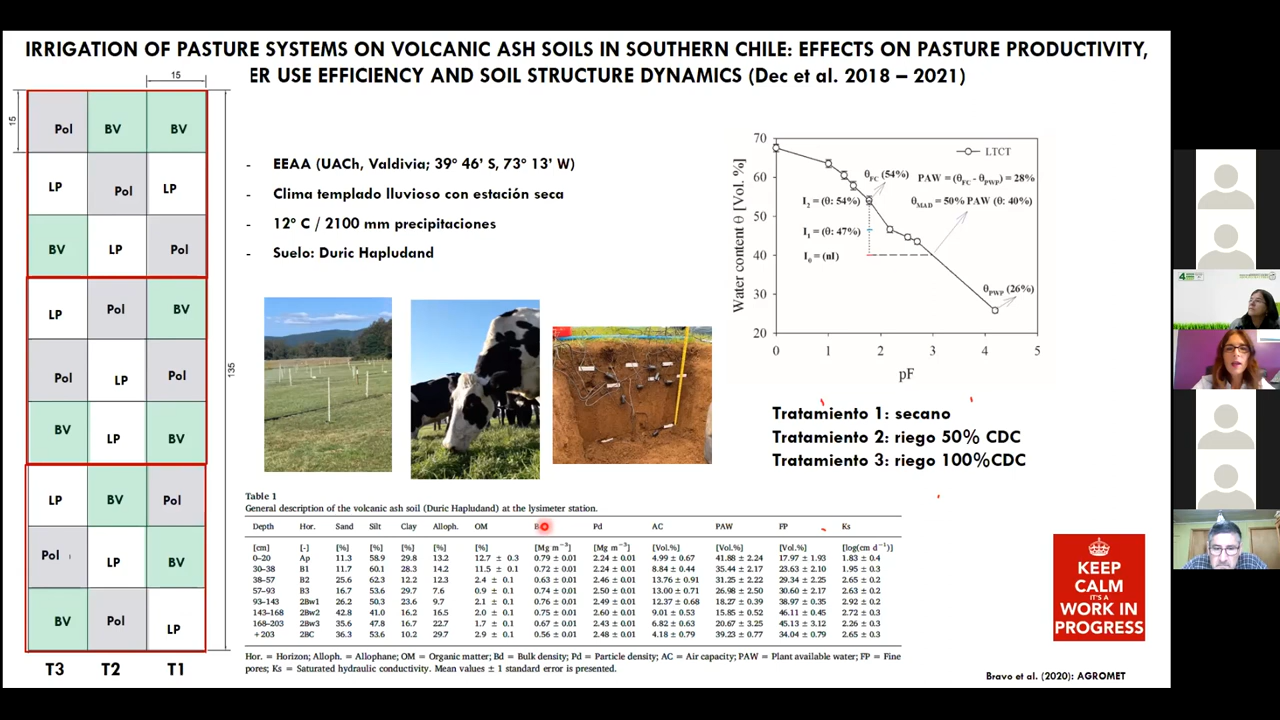 IRRIGATION OF PASTURE SYSTEMS ON VOLCANIC ASH SOILS IN SOUTHERN CHILE: EFFECTS ON PASTURE PRODUCTIVITY,
ER USE EFFICIENCY AND SOIL STRUCTURE DYNAMICS (Dec et al. 2018 – 2021)
15
15
135
Pol BV BV
LP Pol LP
BV LP Pol
LP Pol BV
Pol LP Pol
BV LP BV
LP BV Pol
Pol LP BV
BV Pol LP
T3 T2 T1
- EEAA (UACh, Valdivia; 39º 46' S, 73º 13' W)
- Clima templado lluvioso con estación seca
- 12º C / 2100 mm precipitaciones
- Suelo: Duric Hapludand
Water content θ [Vol. %]
70
60
50
40
30
20
0 1 2 3 4 5
pF
LTCT
θFC (54%)
PAW = (θFC - θPWP) = 28%
I2 = (θ: 54%)
θMAD = 50% PAW (θ: 40%)
I1 = (θ: 47%)
I0 = (nI)
θPWP (26%)
Tratamiento 1: secano
Tratamiento 2: riego 50% CDC
Tratamiento 3: riego 100%CDC
Table 1
General description of the volcanic ash soil (Duric Hapludand) at the lysimeter station.
Depth Hor. Sand Silt Clay Alloph. OM Pd AC PAW FP Ks
[cm] [-] [%] [%] [%] [%] [%] [Mg m⁻³] [Mg m⁻³] [Vol.%] [Vol.%] [Vol.%] [log(cm d⁻¹)]
0–20 Ap 11.3 58.9 29.8 13.2 12.7 ± 0.3 0.79 ± 0.01 2.24 ± 0.01 4.99 ± 0.67 41.88 ± 2.24 17.97 ± 1.93 1.83 ± 0.4
30–38 B1 11.7 60.1 28.3 14.2 11.5 ± 0.1 0.72 ± 0.01 2.24 ± 0.01 8.84 ± 0.44 35.44 ± 2.17 23.63 ± 2.10 1.95 ± 0.3
38–57 B2 25.6 62.3 12.2 12.3 2.4 ± 0.1 0.63 ± 0.01 2.46 ± 0.01 13.76 ± 0.91 31.25 ± 2.22 29.34 ± 2.25 2.65 ± 0.2
57–93 B3 16.7 53.6 29.7 7.6 0.9 ± 0.1 0.74 ± 0.01 2.50 ± 0.01 13.00 ± 0.71 26.98 ± 2.50 30.60 ± 2.17 2.63 ± 0.2
93–143 2Bw1 26.2 50.3 23.6 9.7 2.1 ± 0.1 0.76 ± 0.01 2.49 ± 0.01 12.37 ± 0.68 18.27 ± 0.39 38.97 ± 0.35 2.92 ± 0.2
143–168 2Bw2 42.8 41.0 16.2 16.5 2.0 ± 0.1 0.75 ± 0.01 2.60 ± 0.01 9.01 ± 0.53 15.85 ± 0.52 46.11 ± 0.45 2.72 ± 0.3
168–203 2Bw3 35.6 47.8 16.7 22.7 1.7 ± 0.1 0.67 ± 0.01 2.43 ± 0.01 6.82 ± 0.63 20.67 ± 3.25 45.13 ± 3.12 2.26 ± 0.3
+203 2BC 36.3 53.6 10.2 29.7 2.9 ± 0.1 0.56 ± 0.01 2.48 ± 0.01 4.18 ± 0.79 39.23 ± 0.77 34.04 ± 0.79 2.65 ± 0.3
Hor. = Horizon; Alloph. = Allophane; OM = Organic matter; Bd = Bulk density; Pd = Particle density; AC = Air capacity; PAW = Plant available water; FP = Fine
pores; Ks = Saturated hydraulic conductivity. Mean values ± 1 standard error is presented.
KEEP
CALM
IT'S A
WORK IN
PROGRESS
Bravo et al. (2020): AGROMET